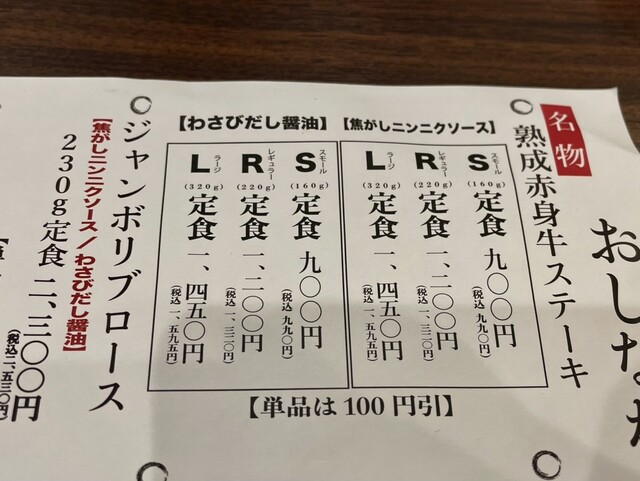 おしなが
名物
熟成赤身牛ステーキ
【焦がしニンニクソース】
S スモール
(160g)
定食 九〇〇円
(税込 九九〇円)
R レギュラー
(220g)
定食 一、二〇〇円
(税込 一、三二〇円)
L ラージ
(320g)
定食 一、四五〇円
(税込 一、五九五円)
【わさびだし醤油】
S スモール
(160g)
定食 九〇〇円
(税込 九九〇円)
R レギュラー
(220g)
定食 一、二〇〇円
(税込 一、三二〇円)
L ラージ
(320g)
定食 一、四五〇円
(税込 一、五九五円)
【単品は100円引】
ジャンボリブロース
【焦がしニンニクソース/わさびだし醤油】
230g定食 二、三〇〇円
(税込 二、五三〇円)